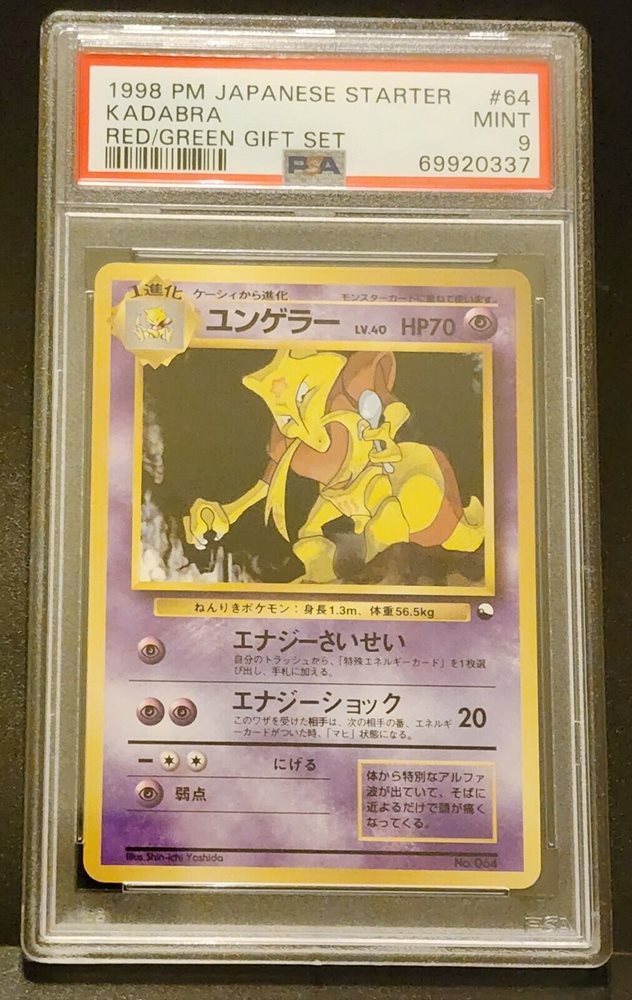 1998 PM JAPANESE STARTER #64
KADABRA MINT
RED/GREEN GIFT SET 9
PSA 69920337
1進化 ケーシィから進化 モンスターカードに重ねて使います
ユンゲラー LV.40 HP70
ねんりきポケモン:身長1.3m、体重56.5kg
エナジーさいせい
自分のトラッシュから、「特殊エネルギーカード」を1枚選
び出し、手札に加える。
エナジーショック 20
このワザを受けた相手は、次の相手の番、エネルギ
ーカードがついた時、「マヒ」状態になる。
ー にげる
弱点
体から特別なアルファ
波が出ていて、そばに
近よるだけで頭が痛く
なってくる。
Illus. Shin-ichi Yoshida No. 064
PSA